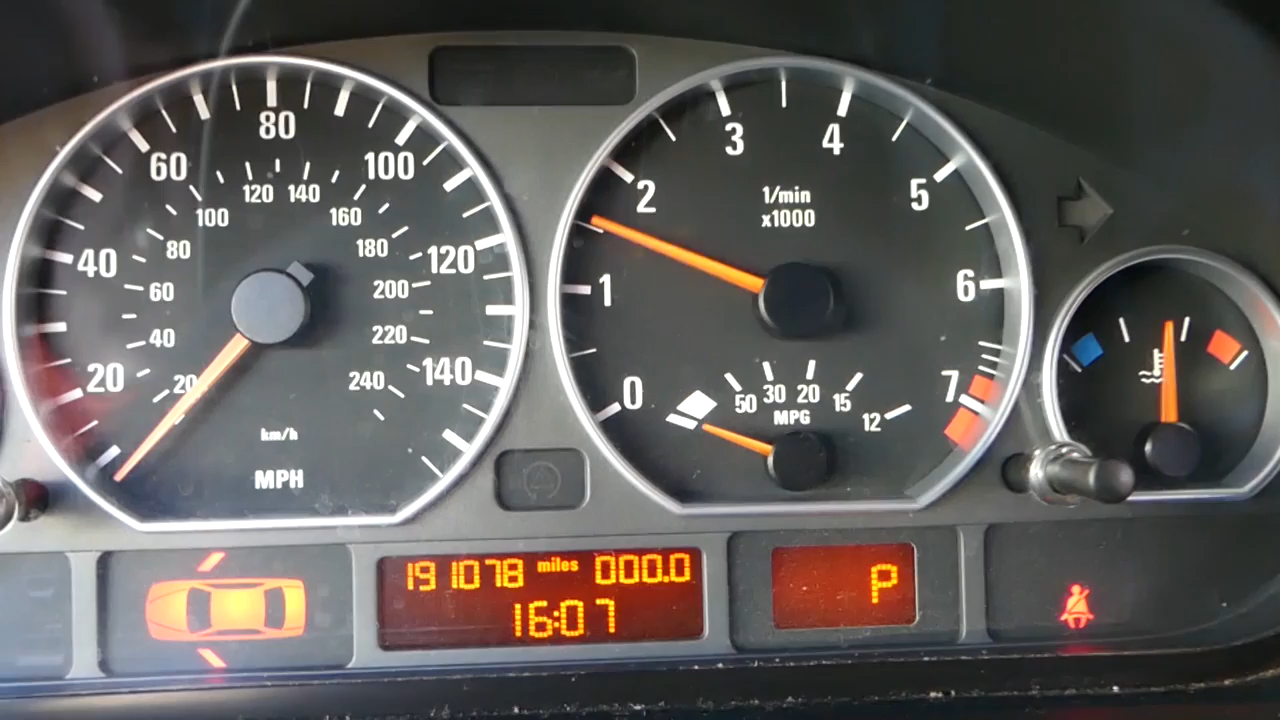 20 40 60 80 100 120 140
20 40 60 80 100 120 140 160 180 200 220 240
km/h
MPH
0 1 2 3 4 5 6 7
1/min
x1000
50 30 20 15 12
MPG
191078 miles 000.0
16:07
P